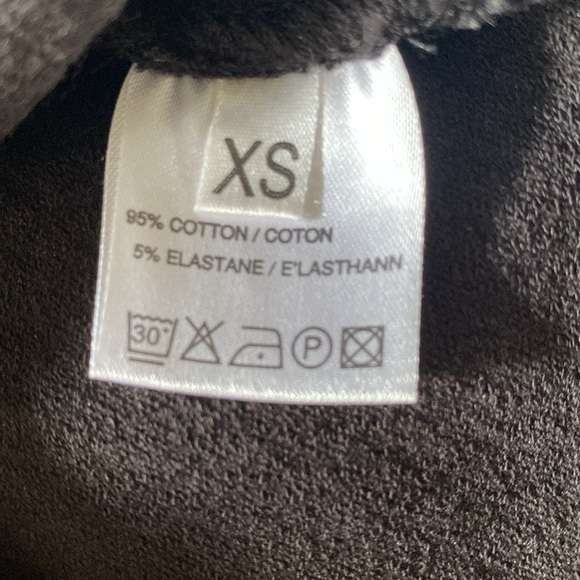 XS
95% COTTON / COTON
5% ELASTANE / E'LASTHANN
30° P